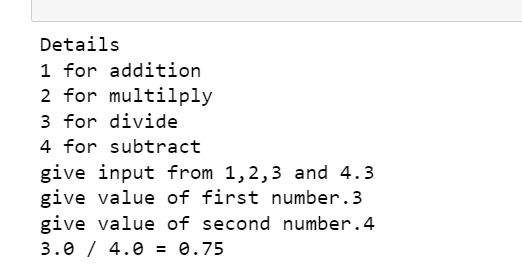 Details
1 for addition
2 for multilply
3 for divide
4 for subtract
give input from 1,2,3 and 4.3
give value of first number.3
give value of second number.4
3.0 / 4.0 = 0.75